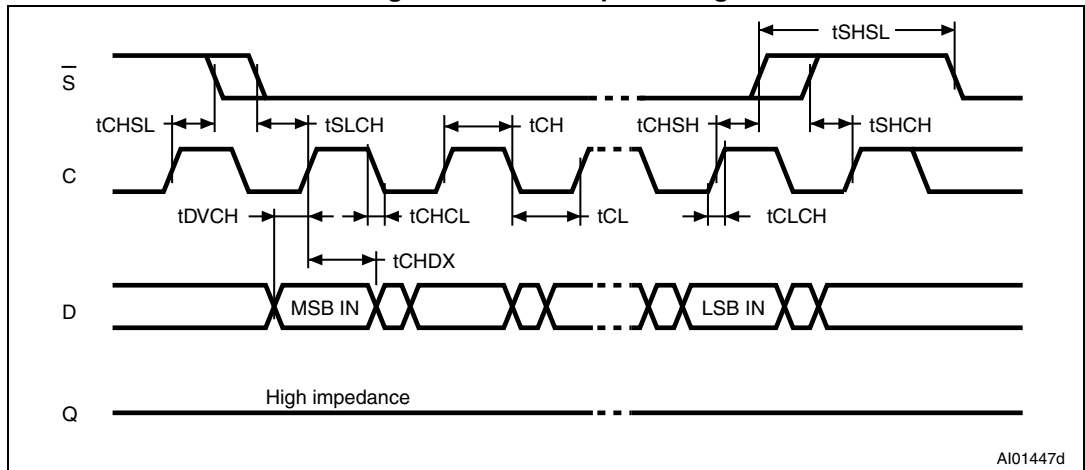 tSHSL
S
tCHSL
tSLCH
tCH
tCHSH
tSHCH
C
tDVCH
tCHCL
tCL
tCLCH
tCHDX
D
MSB IN
LSB IN
High impedance
Q
AI01447d